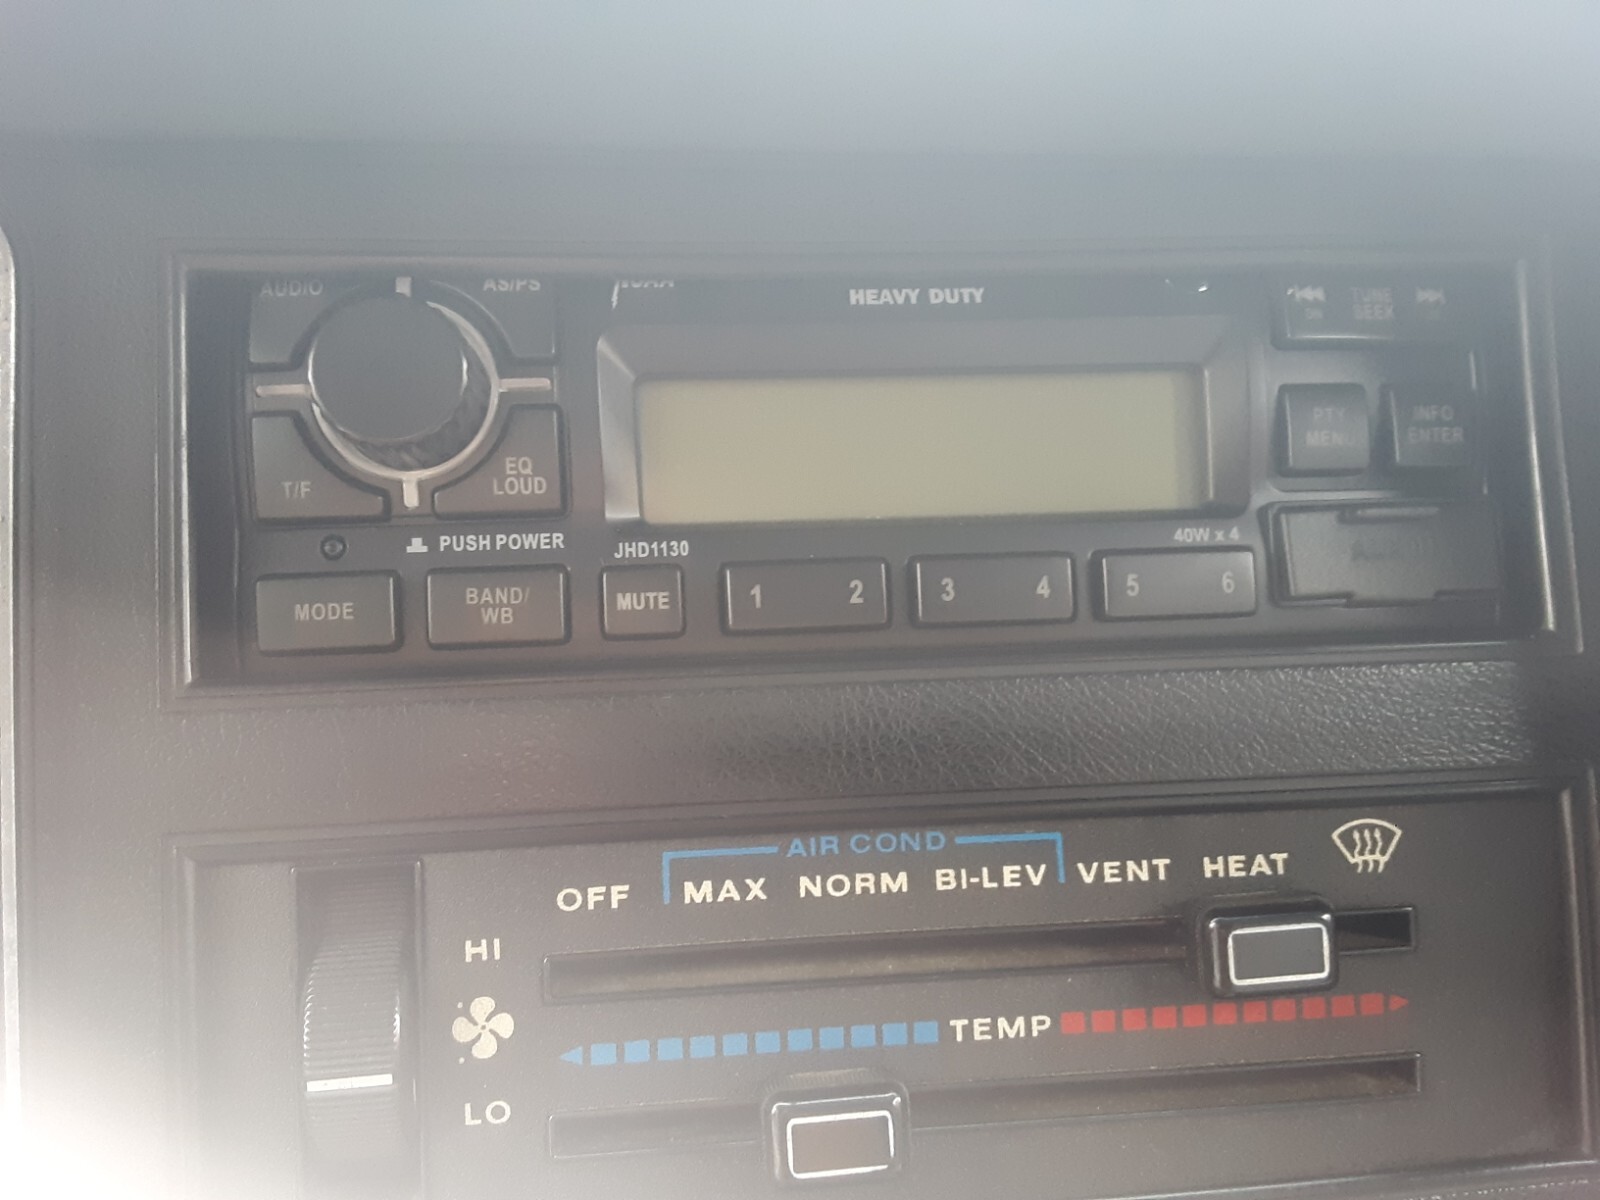 AUDIO
AS/PS
HEAVY DUTY
TUNE
SEEK
DN
PTY
MENU
INFO
ENTER
T/F
EQ
LOUD
PUSH POWER
JHD1130
40W x 4
MODE
BAND/
WB
MUTE
1 2
3 4
5 6
AIR COND
OFF MAX NORM BI-LEV VENT HEAT
HI
TEMP
LO